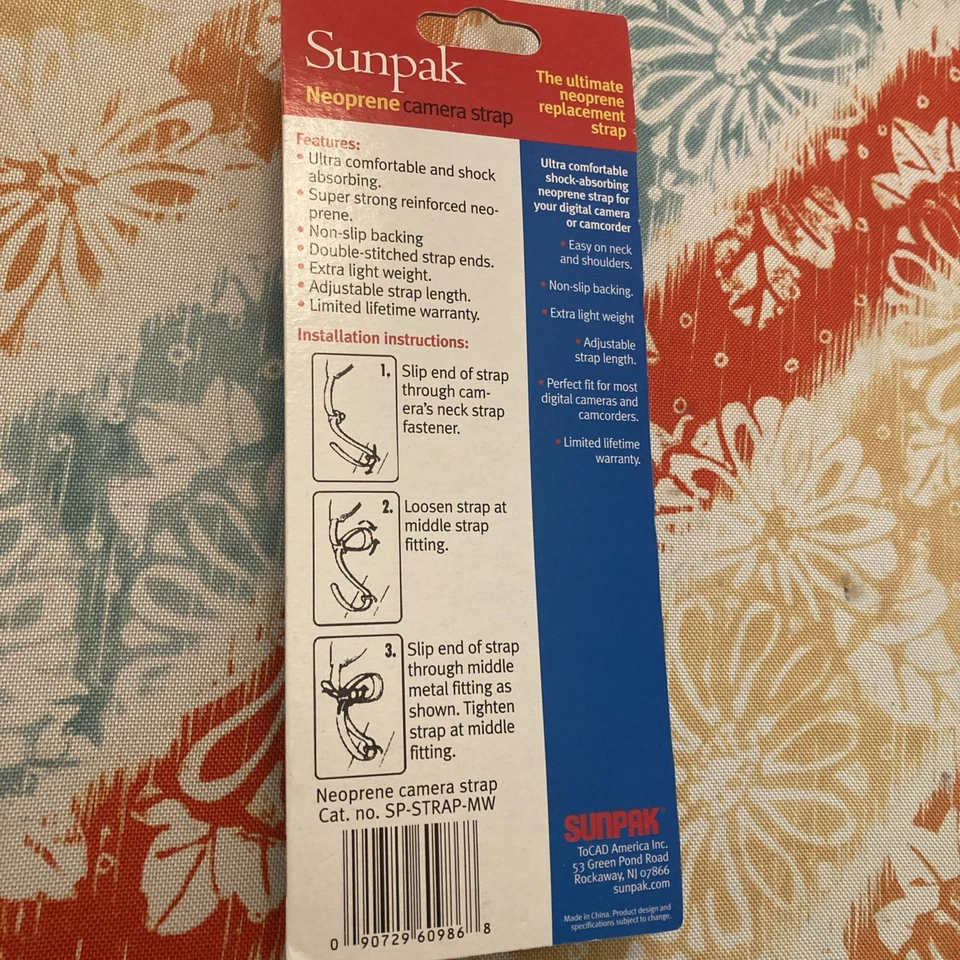 Sunpak
Neoprene camera strap
The ultimate
neoprene
replacement
strap
Features:
• Ultra comfortable and shock
absorbing.
• Super strong reinforced neo-
prene.
• Non-slip backing
• Double-stitched strap ends.
• Extra light weight.
• Adjustable strap length.
• Limited lifetime warranty.
Installation instructions:
1. Slip end of strap
through cam-
era's neck strap
fastener.
2. Loosen strap at
middle strap
fitting.
3. Slip end of strap
through middle
metal fitting as
shown. Tighten
strap at middle
fitting.
Neoprene camera strap
Cat. no. SP-STRAP-MW
0 90729 60986 8
Ultra comfortable
shock-absorbing
neoprene strap for
your digital camera
or camcorder
• Easy on neck
and shoulders.
• Non-slip backing.
• Extra light weight
• Adjustable
strap length.
• Perfect fit for most
digital cameras and
camcorders.
• Limited lifetime
warranty.
SUNPAK®
ToCAD America Inc.
53 Green Pond Road
Rockaway, NJ 07866
sunpak.com
Made in China. Product design and
specifications subject to change.